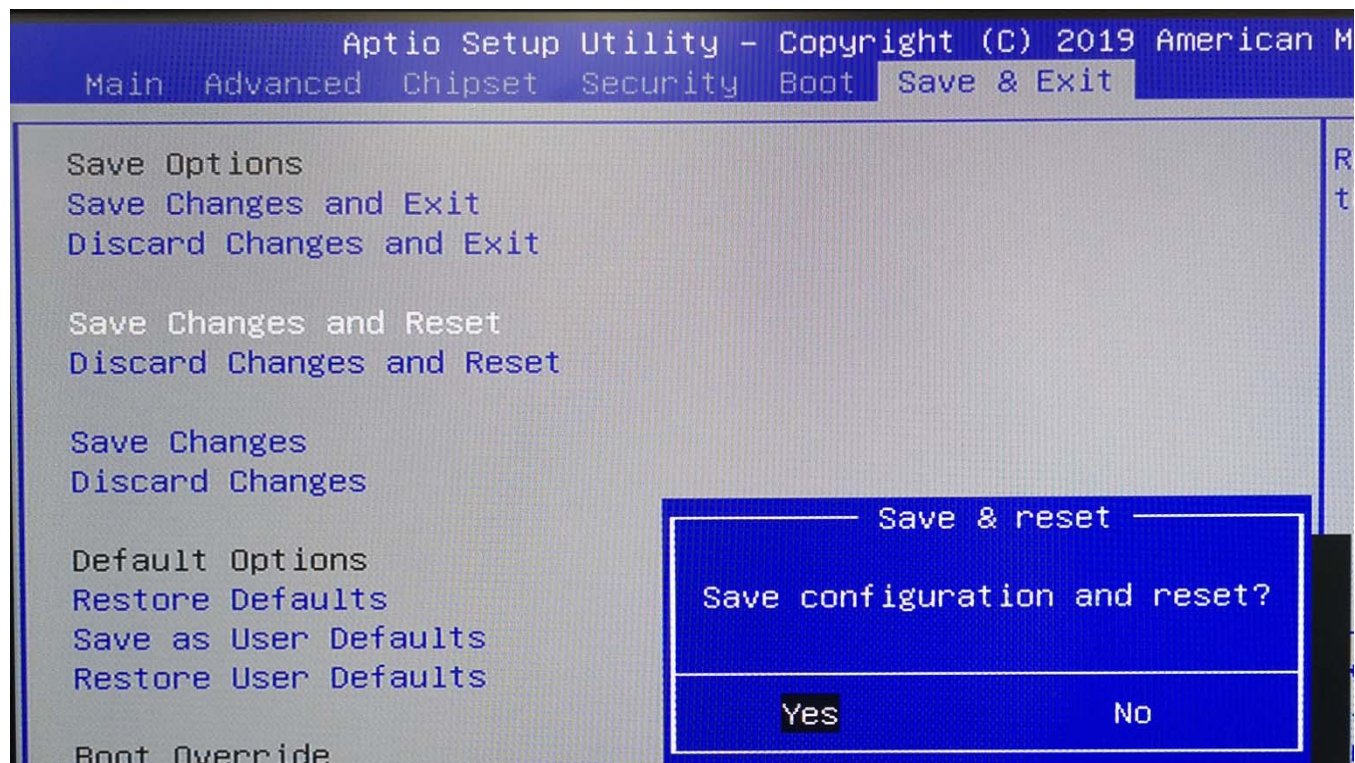 Aptio Setup Utility – Copyright (C) 2019 American
Main Advanced Chipset Security Boot Save & Exit
Save Options
Save Changes and Exit
Discard Changes and Exit
Save Changes and Reset
Discard Changes and Reset
Save Changes
Discard Changes
Default Options
Restore Defaults
Save as User Defaults
Restore User Defaults
Boot Override
Save & reset
Save configuration and reset?
Yes No